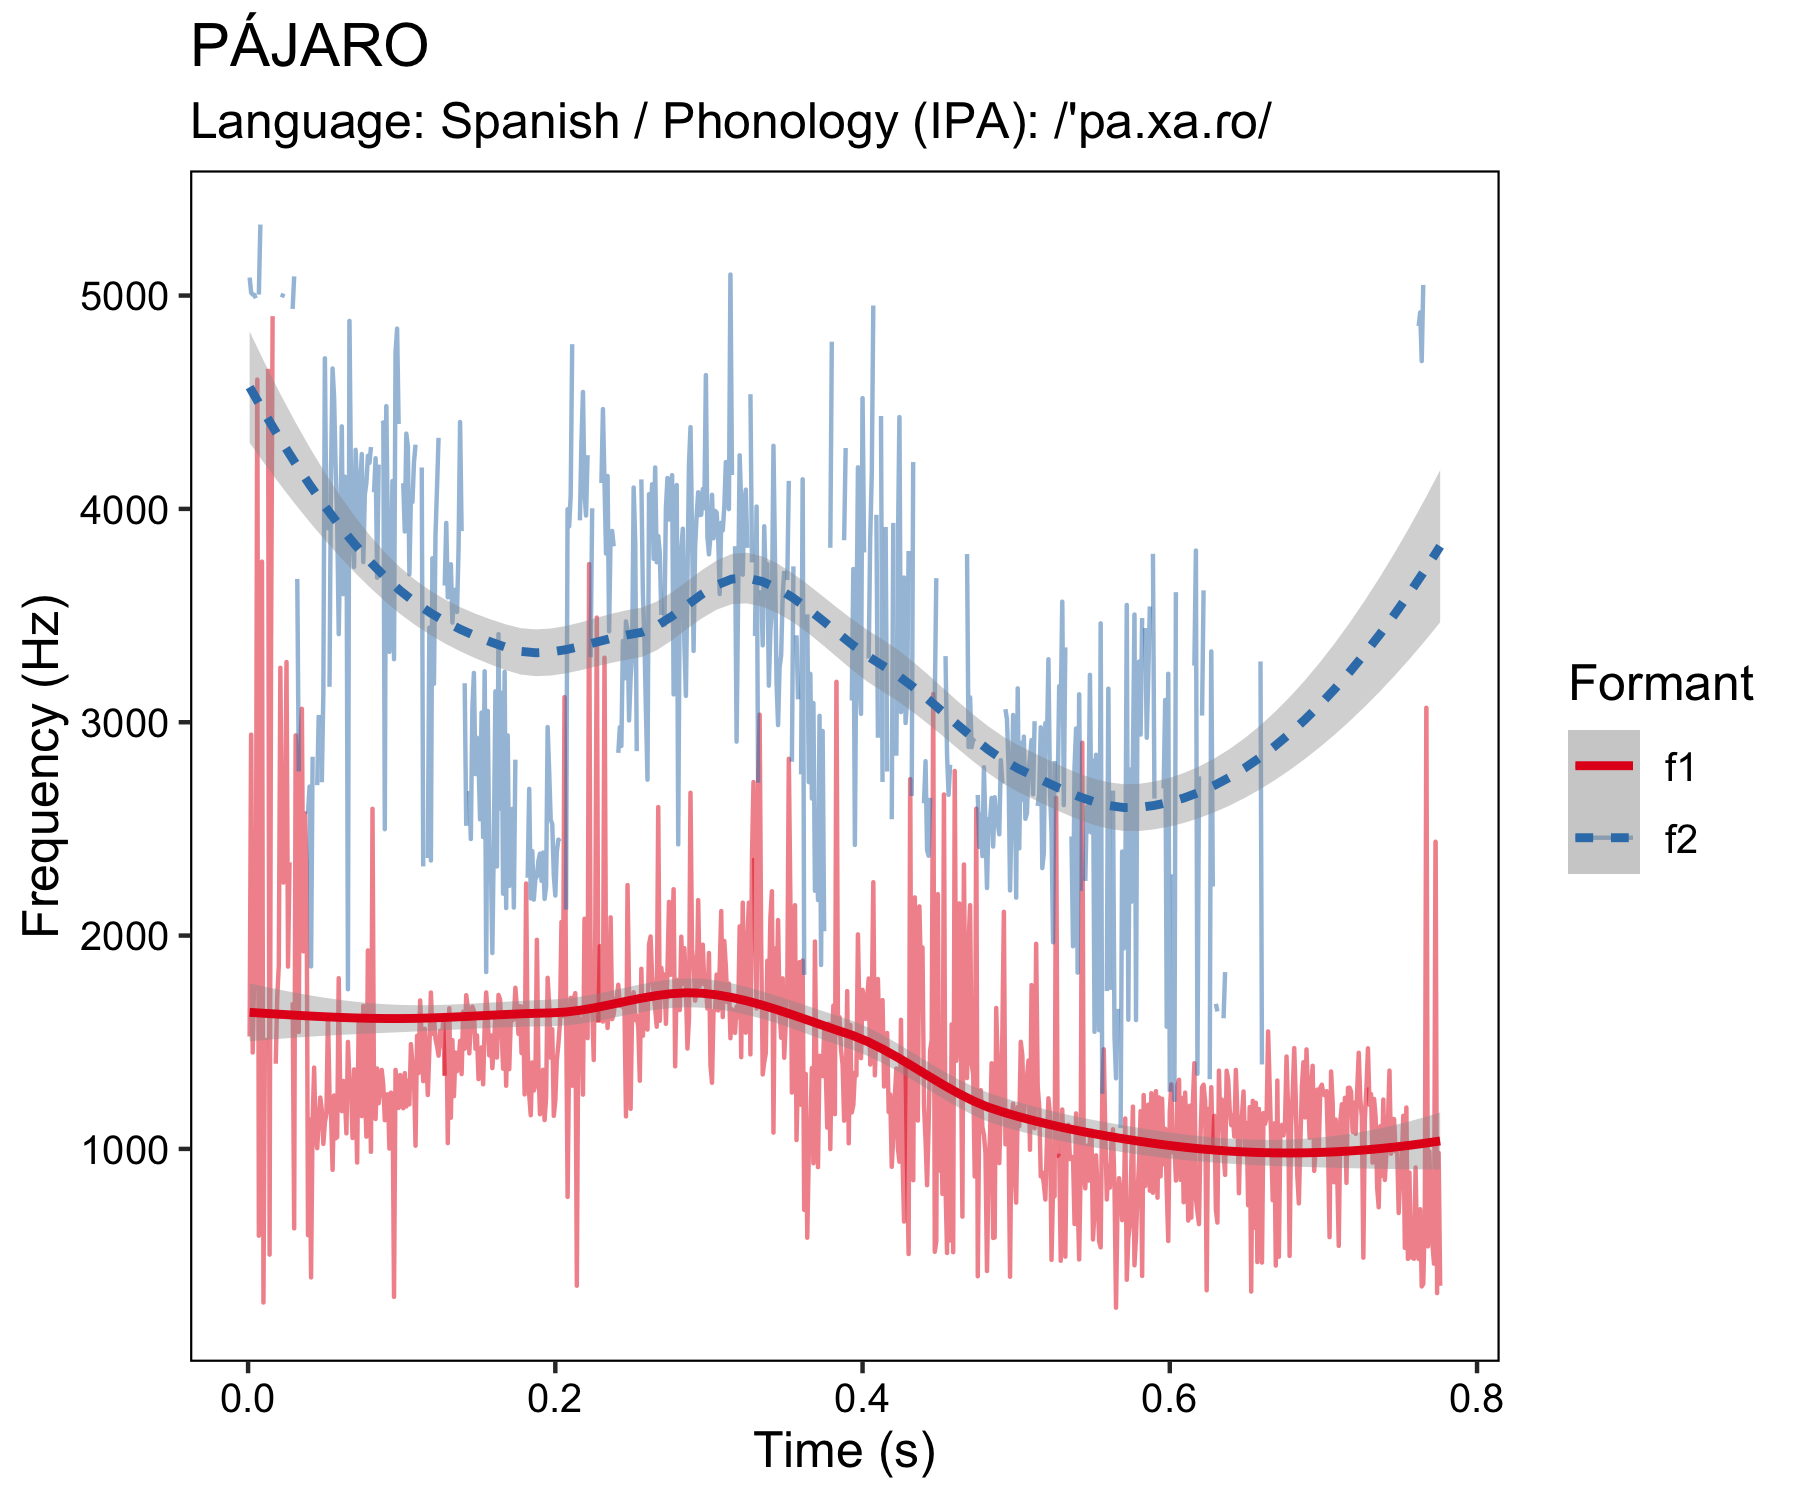 PÁJARO
Language: Spanish / Phonology (IPA): /'pa.xa.ro/
Frequency (Hz)
5000
4000
3000
2000
1000
0.0 0.2 0.4 0.6 0.8
Time (s)
Formant
f1
f2